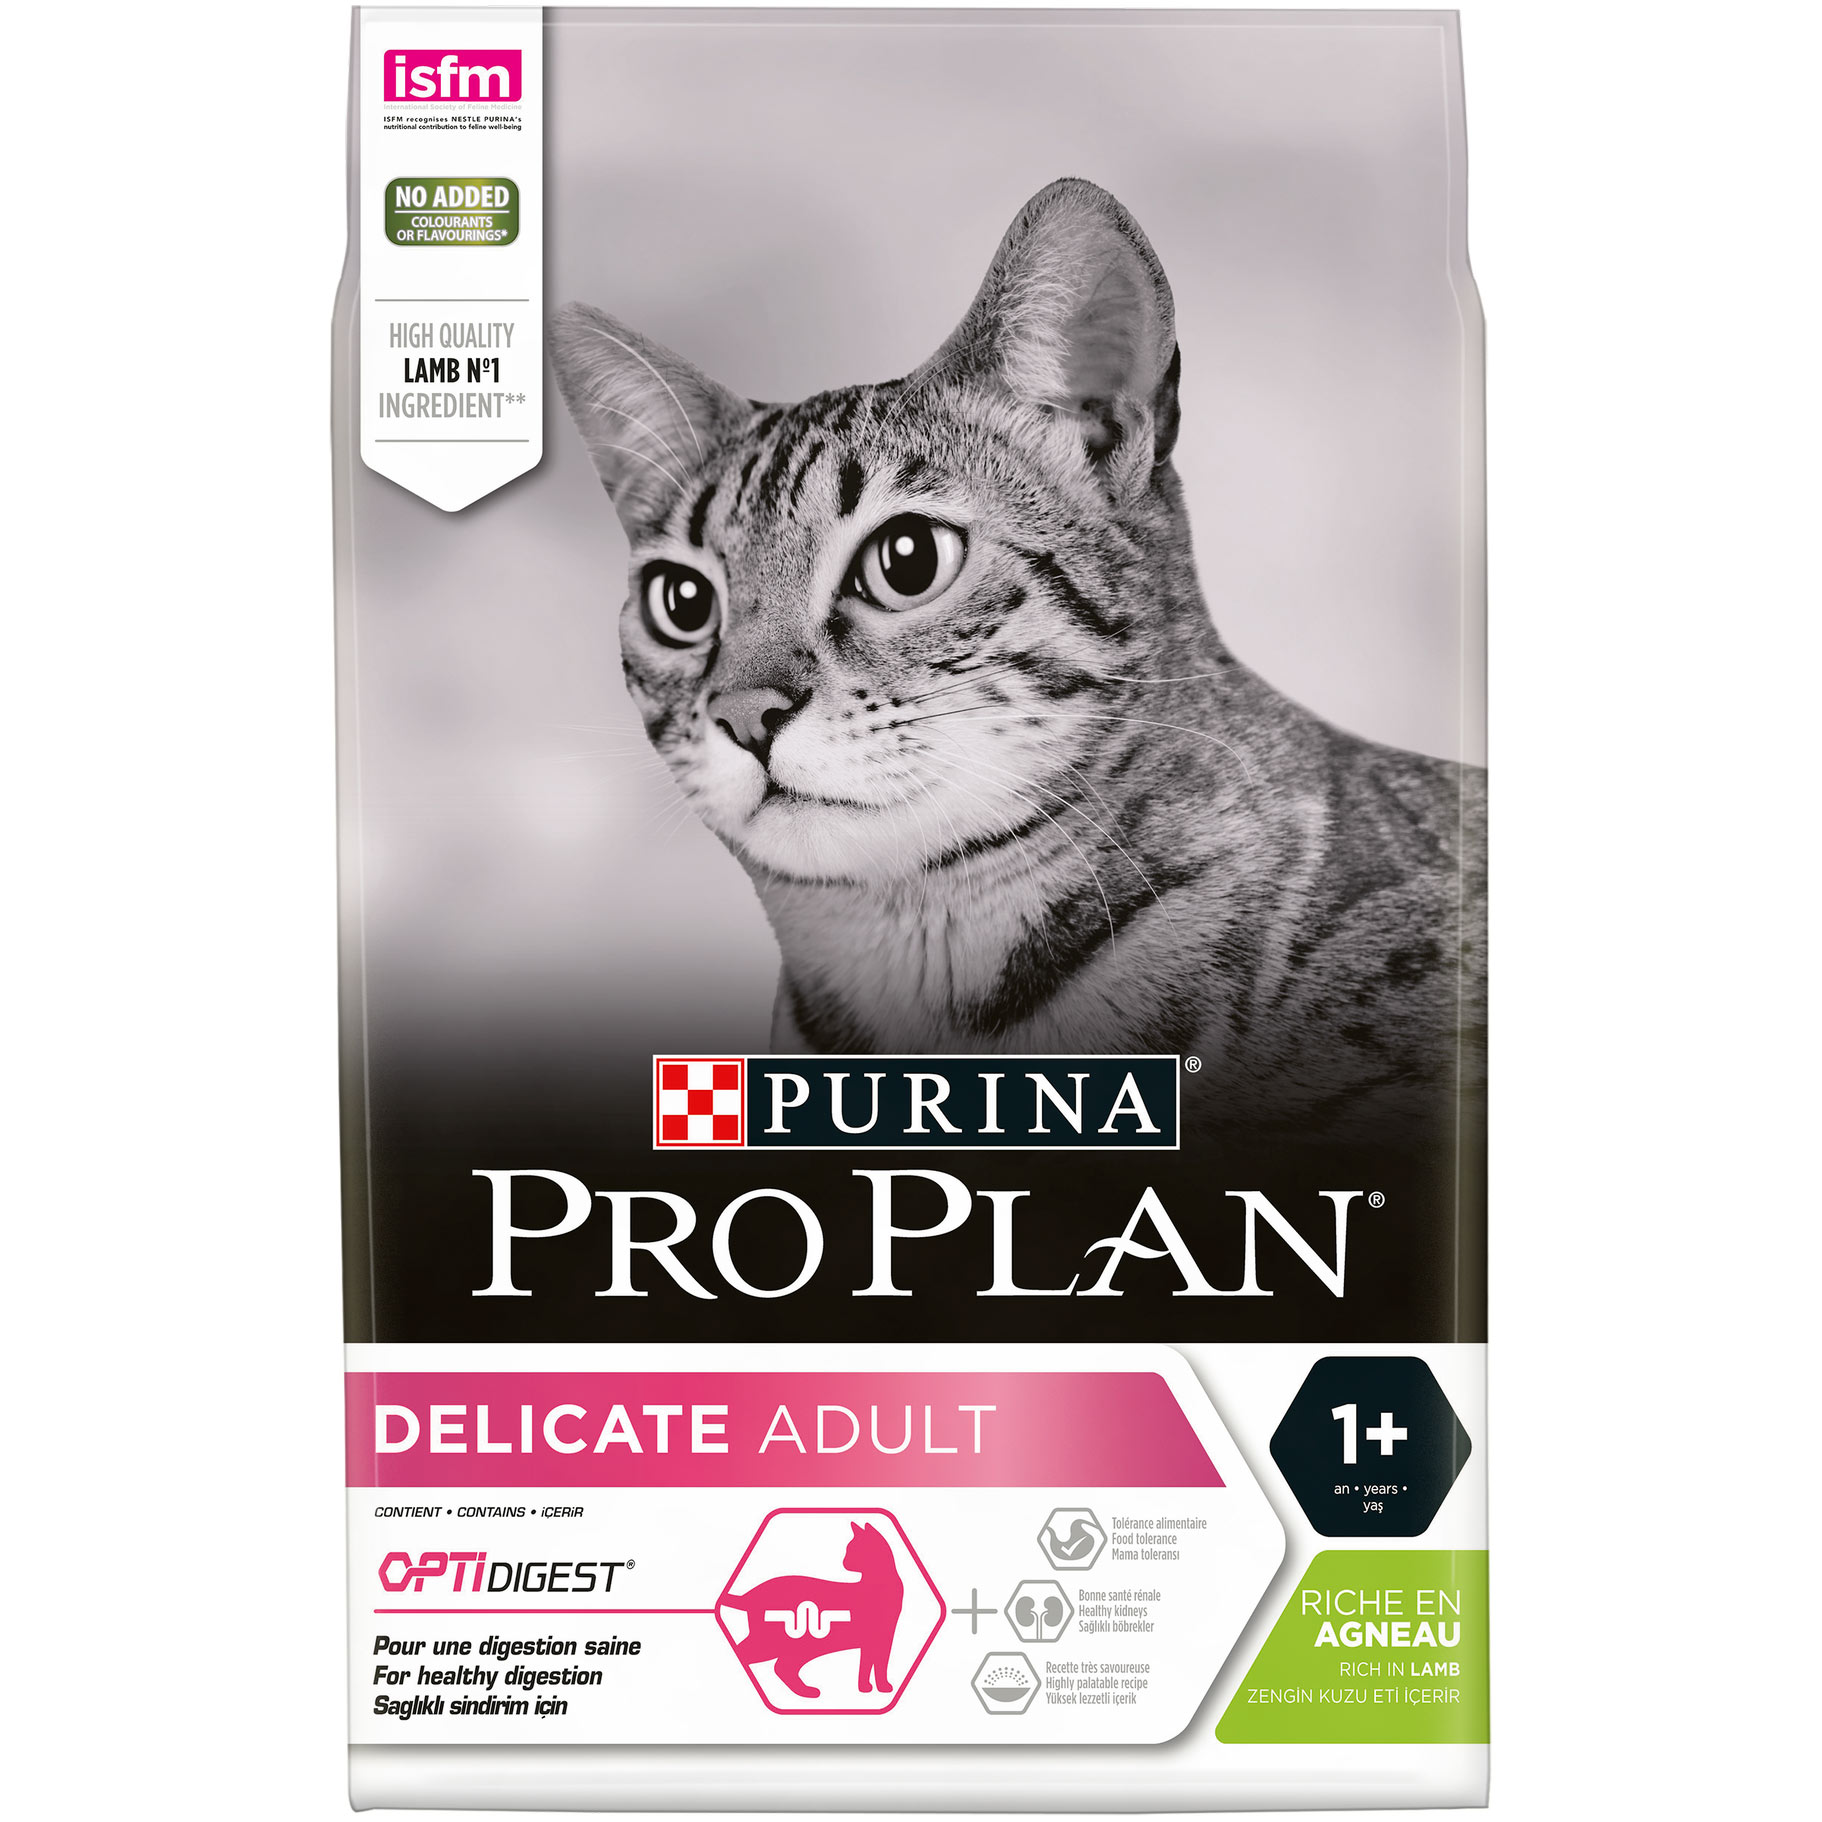 isfm
International Society of Feline Medicine
ISFM recognises NESTLE PURINA's
nutritional contribution to feline well-being
NO ADDED
COLOURANTS
OR FLAVOURINGS*
HIGH QUALITY
LAMB Nº1
INGREDIENT**
PURINA®
PRO PLAN®
DELICATE ADULT
1+
an • years •
yaş
CONTIENT • CONTAINS • İÇERİR
OPTIDIGEST®
Pour une digestion saine
For healthy digestion
Saglıklı sindirim için
+
Tolérance alimentaire
Food tolerance
Mama toleransı
Bonne santé rénale
Healthy kidneys
Sağlıklı böbrekler
Recette très savoureuse
Highly palatable recipe
Yüksek lezzetli içerik
RICHE EN
AGNEAU
RICH IN LAMB
ZENGİN KUZU ETİ İÇERİR